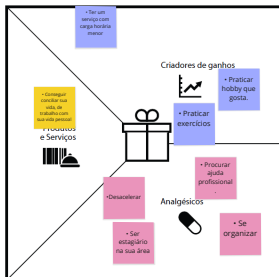 • Ter um
serviço com
carga horária
menor
Criadores de ganhos
• Praticar
hobby que
gosta.
• Conseguir
conciliar sua
vida, de
trabalho com
sua vida pessoal
• Praticar
exercícios
Produtos
e Serviços
• Procurar
ajuda
profissional
.
•Desacelerar
Analgésicos
• Ser
estagiário
na sua área
• Se
organizar